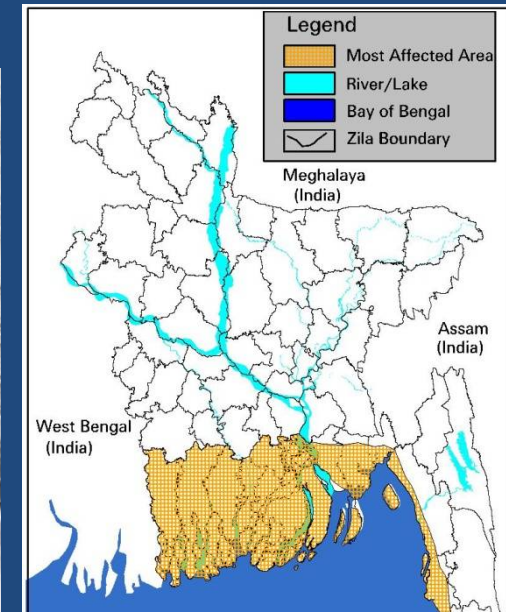 Legend
Most Affected Area
River/Lake
Bay of Bengal
Zila Boundary
Meghalaya
(India)
Assam
(India)
West Bengal
(India)